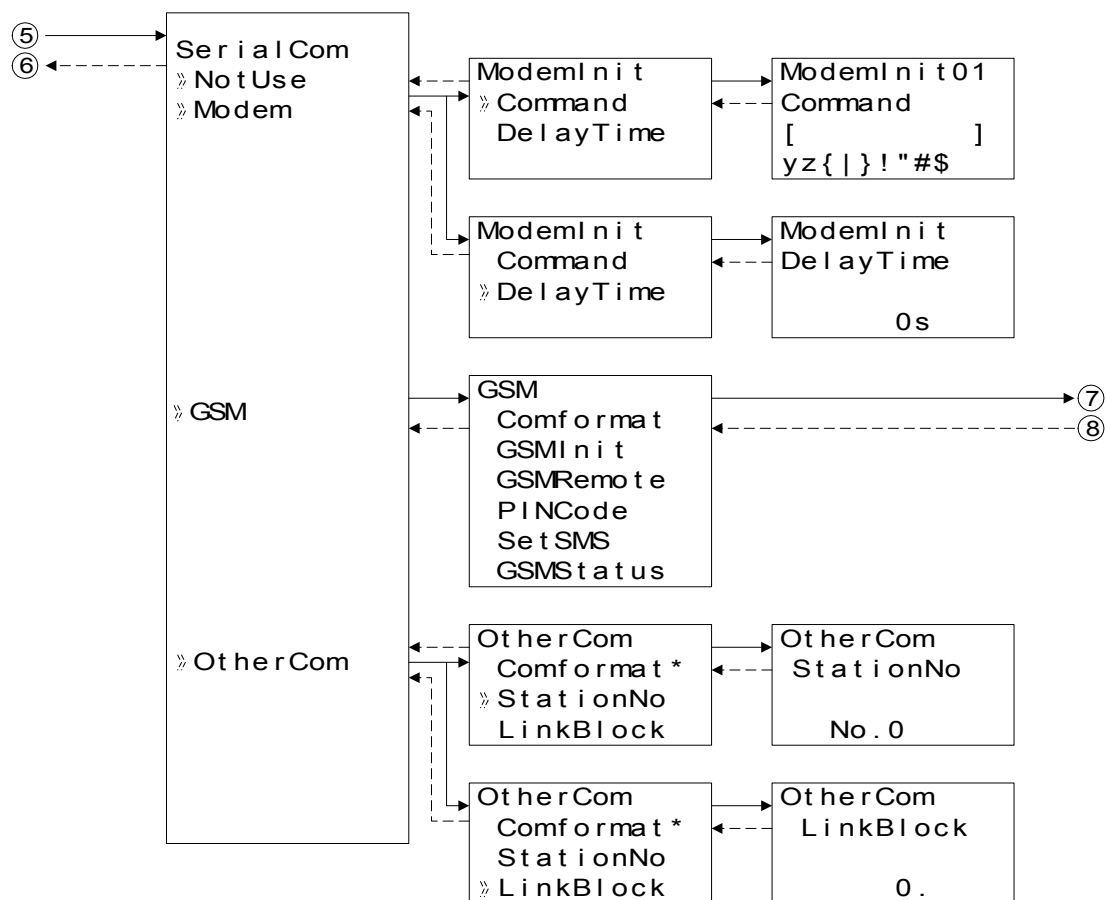 ⑤
⑥
SerialCom
»NotUse
»Modem
»GSM
»OtherCom
ModemInit
»Command
DelayTime
ModemInit01
Command
[ ]
yz{|}!"#$
ModemInit
Command
»DelayTime
ModemInit
DelayTime
0s
GSM
Comformat
GSMInit
GSMRemote
PINCode
SetSMS
GSMStatus
⑦
⑧
OtherCom
Comformat*
»StationNo
LinkBlock
OtherCom
StationNo
No.0
OtherCom
Comformat*
StationNo
»LinkBlock
OtherCom
LinkBlock
0.